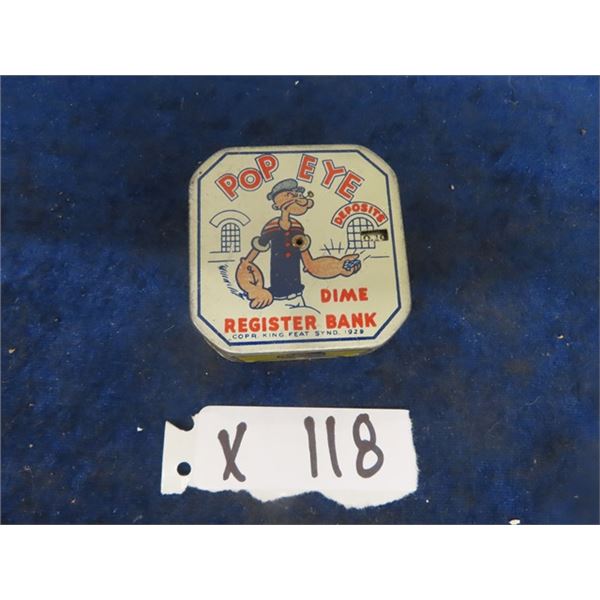 POP EYE
DEPOSITS
DIME
REGISTER BANK
COPR. KING FEAT. SYND. 1929
X 118